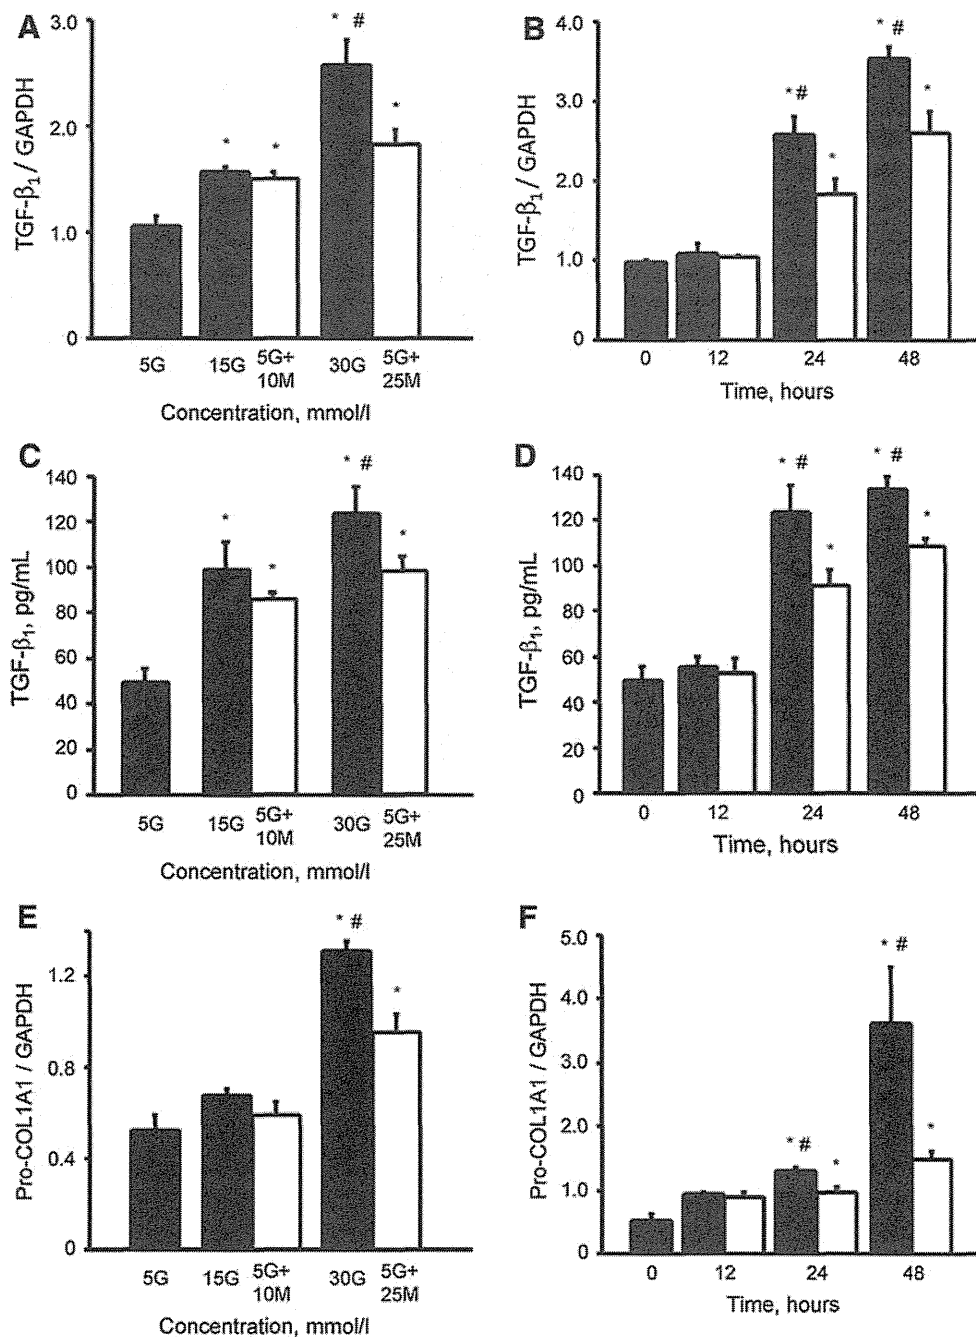 A
TGF-β1 / GAPDH
3.0
2.0
1.0
0
* * * # *
5G 15G 5G+ 10M 30G 5G+ 25M
Concentration, mmol/l
B
TGF-β1 / GAPDH
4.0
3.0
2.0
1.0
0
*# * * # *
0 12 24 48
Time, hours
C
TGF-β1, pg/mL
140
120
100
80
60
40
20
0
* * * # *
5G 15G 5G+ 10M 30G 5G+ 25M
Concentration, mmol/l
D
TGF-β1, pg/mL
140
120
100
80
60
40
20
0
* # * * # *
0 12 24 48
Time, hours
E
Pro-COL1A1 / GAPDH
1.2
0.8
0.4
0
* # *
5G 15G 5G+ 10M 30G 5G+ 25M
Concentration, mmol/l
F
Pro-COL1A1 / GAPDH
5.0
4.0
3.0
2.0
1.0
0
* # * * # *
0 12 24 48
Time, hours